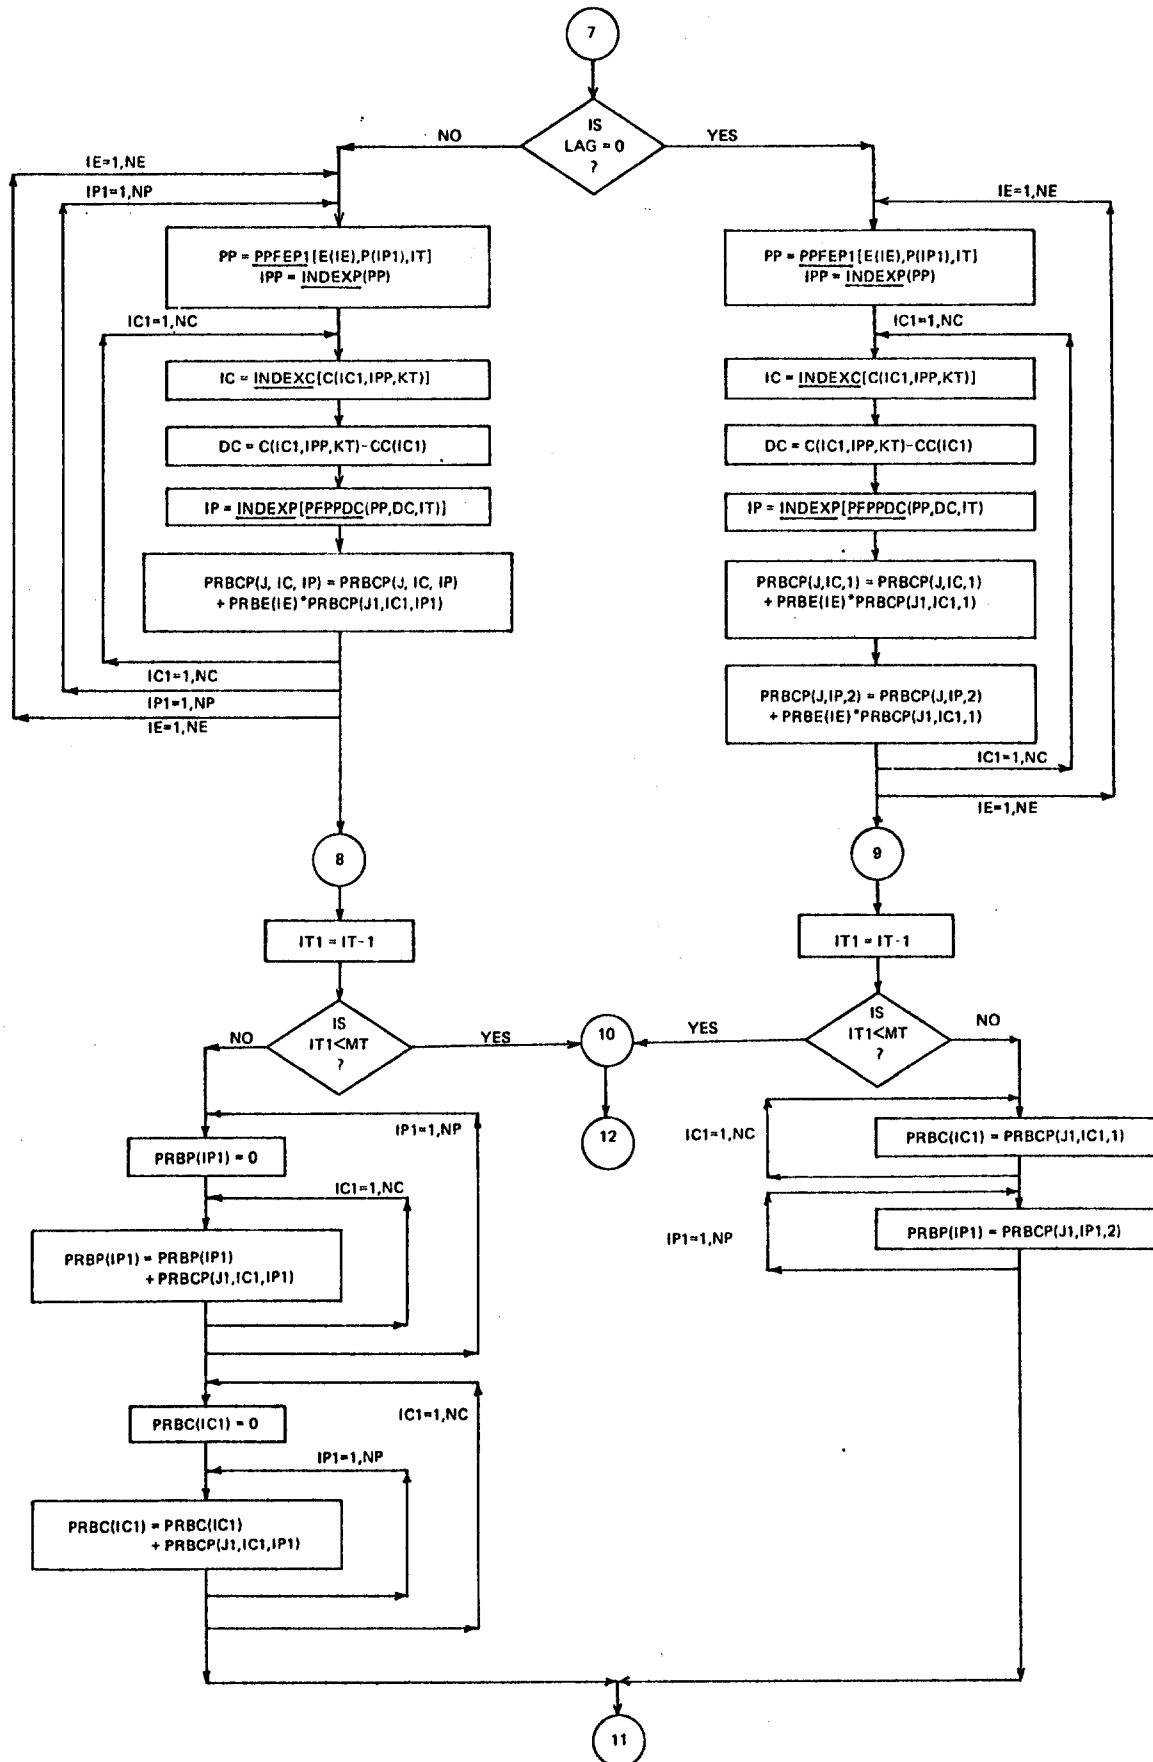 7
IS
LAG = 0
?
NO
YES
IE=1,NE
IP1=1,NP
PP = PPFEP1[E(IE),P(IP1),IT]
IPP = INDEXP(PP)
IC1=1,NC
IC = INDEXC[C(IC1,IPP,KT)]
DC = C(IC1,IPP,KT)-CC(IC1)
IP = INDEXP[PFPPDC(PP,DC,IT)]
PRBCP(J, IC, IP) = PRBCP(J, IC, IP)
+ PRBE(IE)*PRBCP(J1,IC1,IP1)
IC1=1,NC
IP1=1,NP
IE=1,NE
IE=1,NE
PP = PPFEP1[E(IE),P(IP1),IT]
IPP = INDEXP(PP)
IC1=1,NC
IC = INDEXC[C(IC1,IPP,KT)]
DC = C(IC1,IPP,KT)-CC(IC1)
IP = INDEXP[PFPPDC(PP,DC,IT)
PRBCP(J,IC,1) = PRBCP(J,IC,1)
+ PRBE(IE)*PRBCP(J1,IC1,1)
PRBCP(J,IP,2) = PRBCP(J,IP,2)
+ PRBE(IE)*PRBCP(J1,IC1,1)
IC1=1,NC
IE=1,NE
8
IT1 = IT-1
IS
IT1<MT
?
NO
YES
10
12
9
IT1 = IT-1
IS
IT1<MT
?
YES
NO
IP1=1,NP
PRBP(IP1) = 0
IC1=1,NC
PRBP(IP1) = PRBP(IP1)
+ PRBCP(J1,IC1,IP1)
PRBC(IC1) = 0
IC1=1,NC
IP1=1,NP
PRBC(IC1) = PRBC(IC1)
+ PRBCP(J1,IC1,IP1)
IC1=1,NC
PRBC(IC1) = PRBCP(J1,IC1,1)
IP1=1,NP
PRBP(IP1) = PRBCP(J1,IP1,2)
11